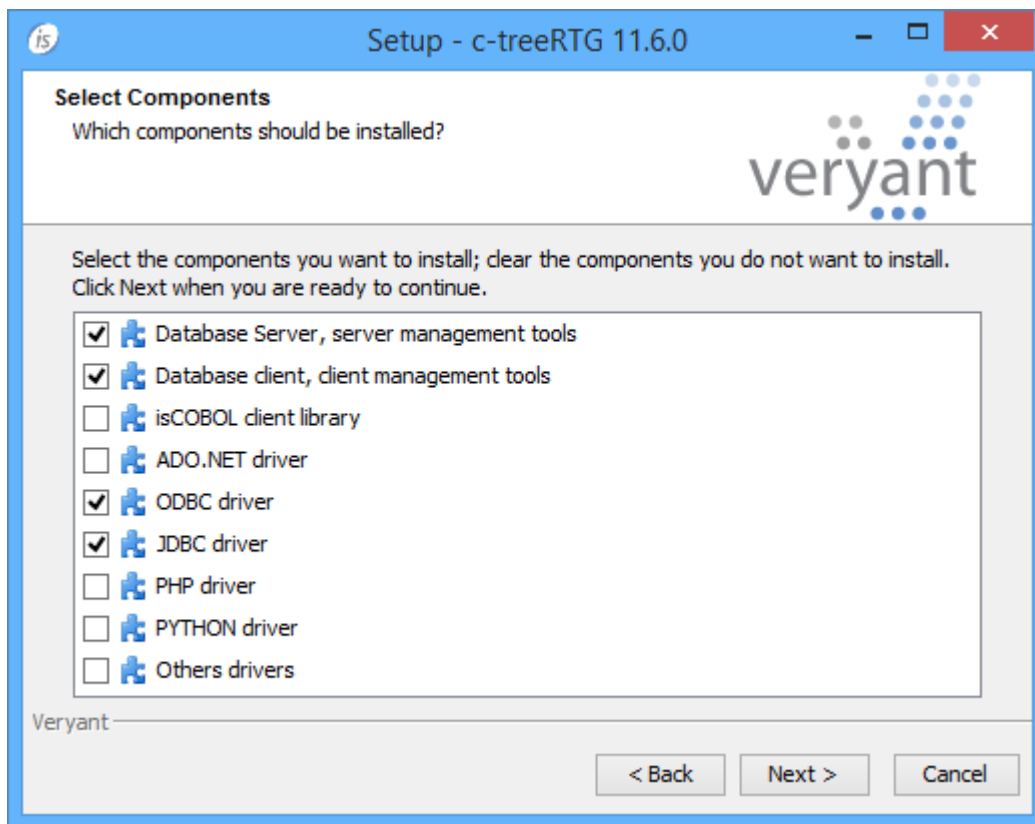 is
Setup - c-treeRTG 11.6.0
Select Components
Which components should be installed?
veryant
Select the components you want to install; clear the components you do not want to install.
Click Next when you are ready to continue.
Database Server, server management tools
Database client, client management tools
isCOBOL client library
ADO.NET driver
ODBC driver
JDBC driver
PHP driver
PYTHON driver
Others drivers
Veryant
< Back
Next >
Cancel